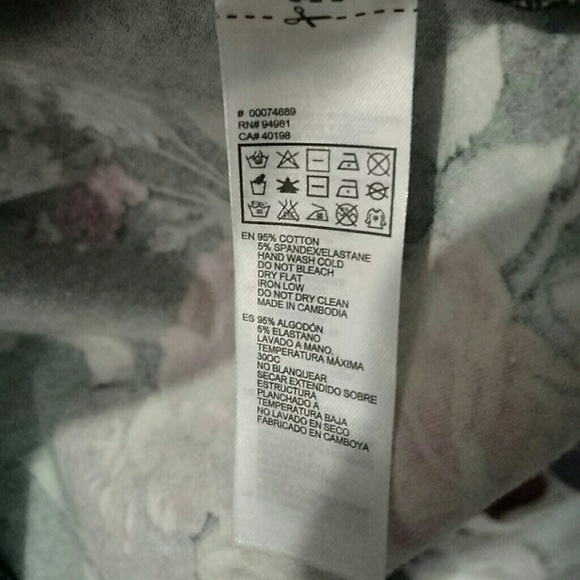 # 00074689
RN# 94981
CA# 40198
EN 95% COTTON
5% SPANDEX/ELASTANE
HAND WASH COLD
DO NOT BLEACH
DRY FLAT
IRON LOW
DO NOT DRY CLEAN
MADE IN CAMBODIA
ES 95% ALGODÓN
5% ELASTANO
LAVADO A MANO.
TEMPERATURA MÁXIMA
30OC
NO BLANQUEAR
SECAR EXTENDIDO SOBRE
ESTRUCTURA
PLANCHADO A
TEMPERATURA BAJA
NO LAVADO EN SECO
FABRICADO EN CAMBOYA